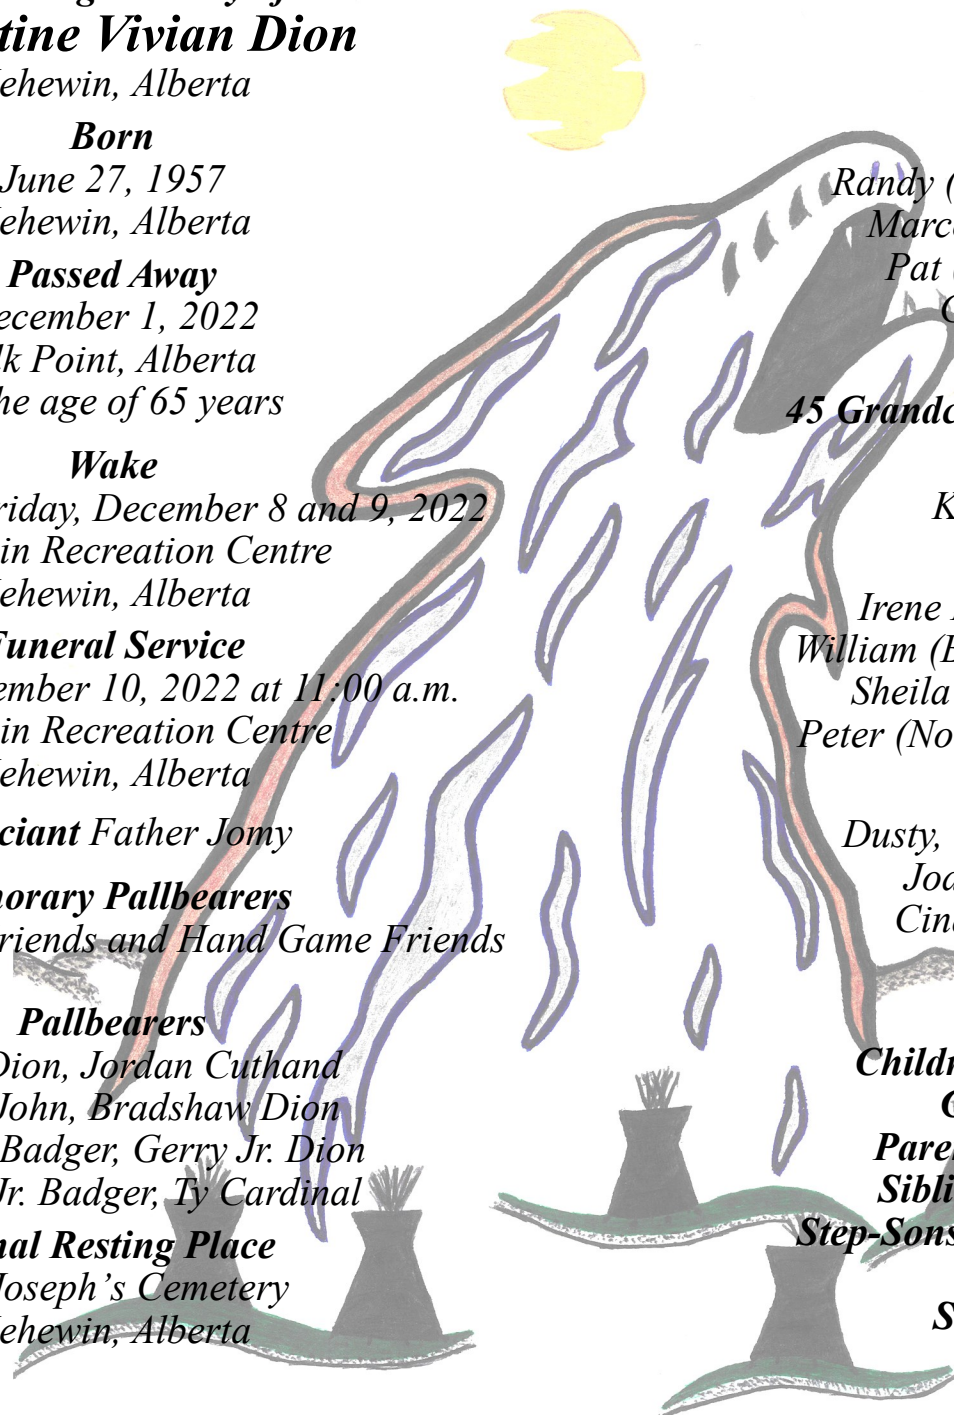 tine Vivian Dion
ehewin, Alberta
Born
June 27, 1957
ehewin, Alberta
Passed Away
ecember 1, 2022
lk Point, Alberta
he age of 65 years
Wake
riday, December 8 and 9, 2022
in Recreation Centre
ehewin, Alberta
Funeral Service
ember 10, 2022 at 11:00 a.m.
in Recreation Centre
ehewin, Alberta
ciant Father Jomy
norary Pallbearers
riends and Hand Game Friends
Pallbearers
Dion, Jordan Cuthand
John, Bradshaw Dion
Badger, Gerry Jr. Dion
Jr. Badger, Ty Cardinal
nal Resting Place
Joseph’s Cemetery
ehewin, Alberta
Randy (
Marc
Pat
45 Grandc
K
Irene
William (B
Sheila
Peter (No
Dusty,
Joa
Cin
Childr
G
Pare
Sibli
Step-Sons
S